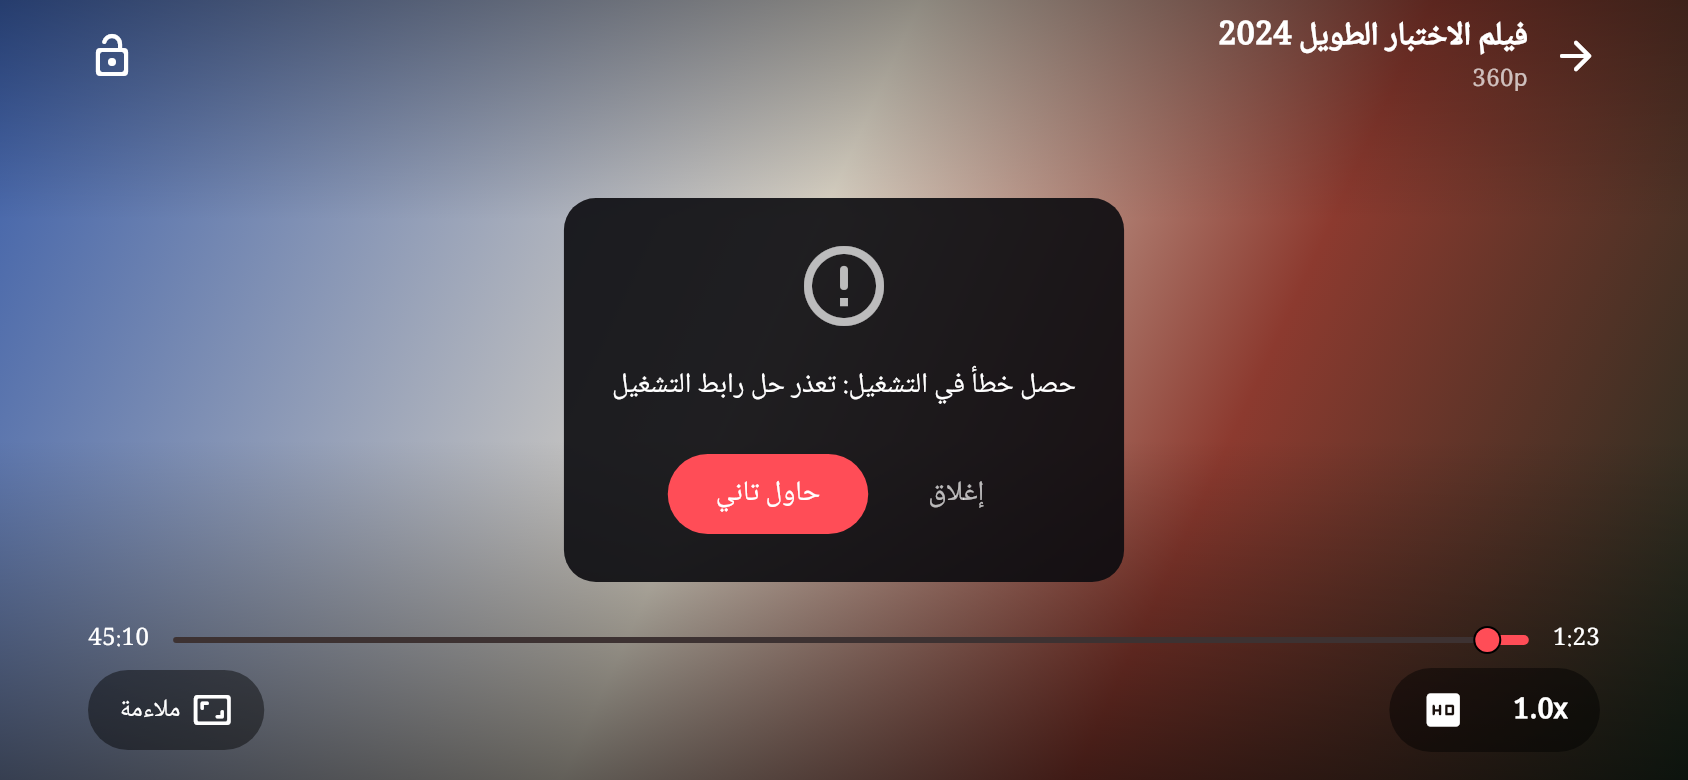 فيلم الاختبار الطويل 2024
360p
حصل خطأ في التشغيل: تعذر حل رابط التشغيل
إغلاق
حاول تاني
1:23
45:10
1.0x
HD
ملاءمة